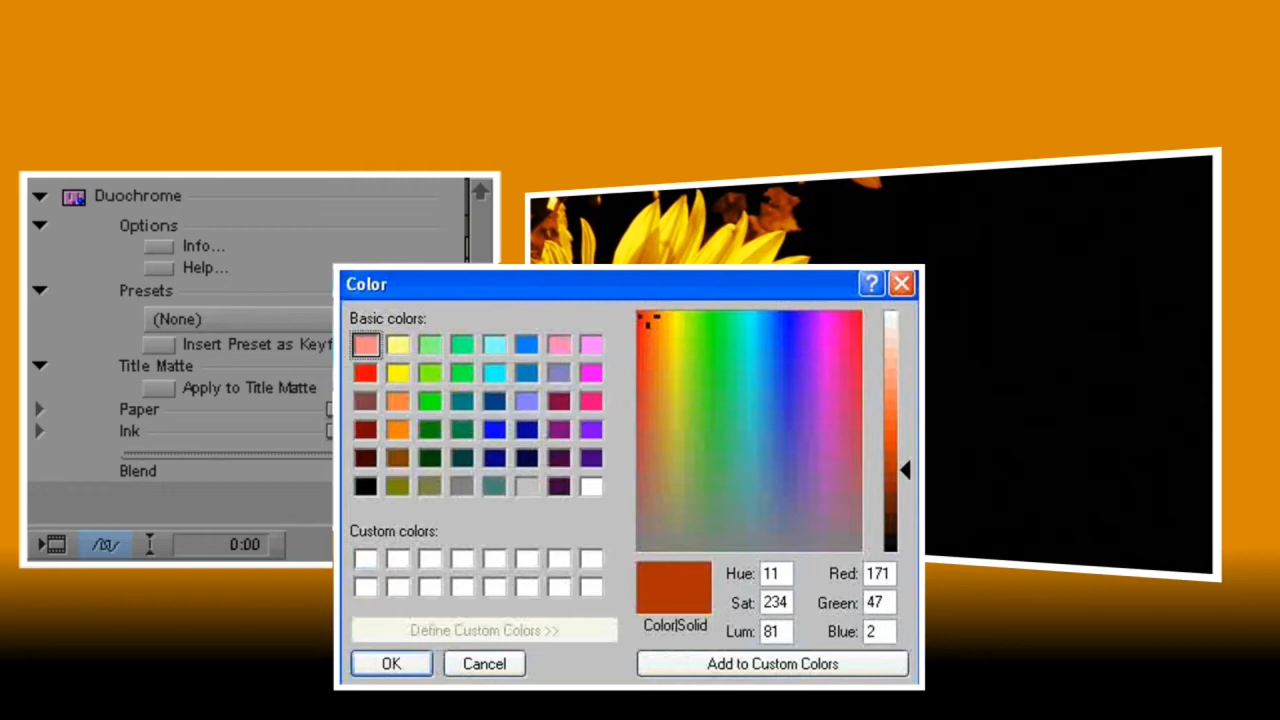 Duochrome
Options
Info...
Help...
Presets
(None)
Insert Preset as Keyf
Title Matte
Apply to Title Matte
Paper
Ink
Blend
0:00
Color
?
Basic colors:
Custom colors:
Define Custom Colors >>
OK
Cancel
Color|Solid
Hue: 11
Sat: 234
Lum: 81
Red: 171
Green: 47
Blue: 2
Add to Custom Colors